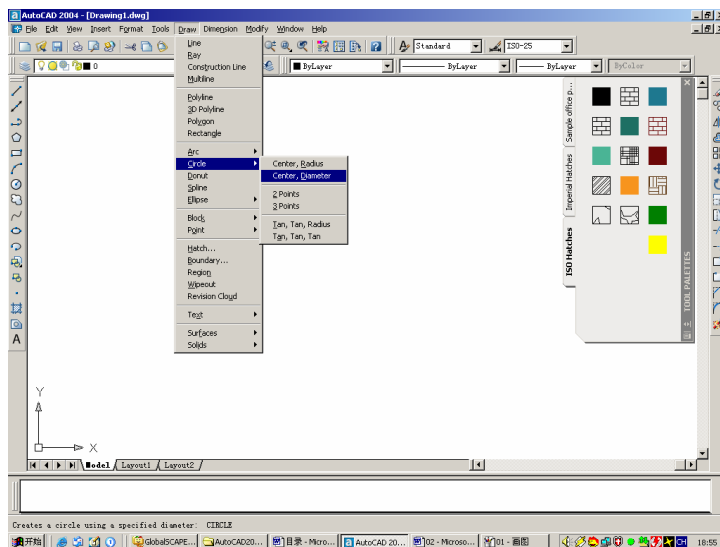 AutoCAD 2004 - [Drawing1.dwg]
File Edit View Insert Format Tools Draw Dimension Modify Window Help
Standard ISO-25
0 ByLayer ByLayer ByLayer ByColor
Line
Ray
Construction Line
Multiline
Polyline
3D Polyline
Polygon
Rectangle
Arc
Circle
Donut
Spline
Ellipse
Block
Point
Hatch...
Boundary...
Region
Wipeout
Revision Cloud
Text
Surfaces
Solids
Center, Radius
Center, Diameter
2 Points
3 Points
Tan, Tan, Radius
Tan, Tan, Tan
Sample office p...
Imperial Hatches
ISO Hatches
TOOL PALETTES
A
Y
X
Model Layout1 Layout2
Creates a circle using a specified diameter: CIRCLE
开始 GlobalSCAPE... AutoCAD20... 目录 - Micro... AutoCAD 20... 02 - Microso... 01 - 画图 CH 18:55